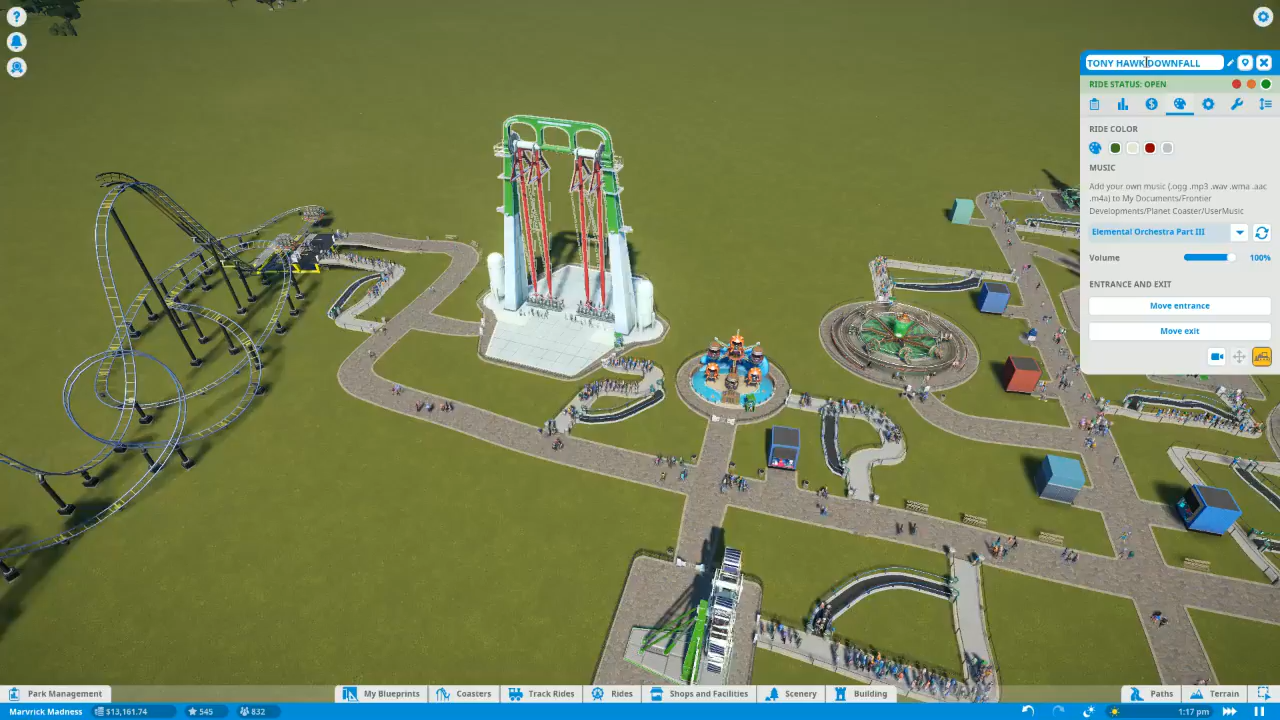 ?
TONY HAWK DOWNFALL
RIDE STATUS: OPEN
RIDE COLOR
MUSIC
Add your own music (.ogg .mp3 .wav .wma .aac
.m4a) to My Documents/Frontier
Developments/Planet Coaster/UserMusic
Elemental Orchestra Part III
Volume 100%
ENTRANCE AND EXIT
Move entrance
Move exit
Park Management My Blueprints Coasters Track Rides Rides Shops and Facilities Scenery Building Paths Terrain
Marvrick Madness $13,161.74 545 832 1:17 pm